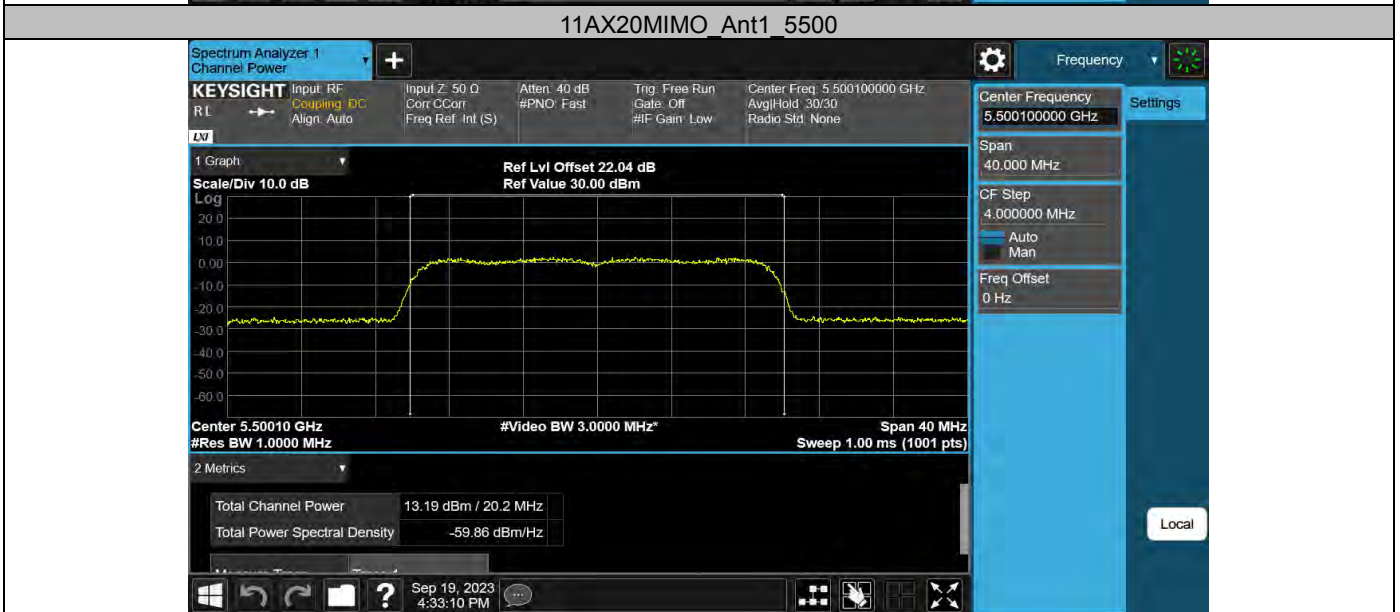 11AX20MIMO_Ant1_5500
Spectrum Analyzer 1
Channel Power
Frequency
KEYSIGHT
RL
LXI
Input: RF
Coupling: DC
Align: Auto
Input Z: 50 Ω
Corr CCorr
Freq Ref: Int (S)
Atten: 40 dB
#PNO: Fast
Trig: Free Run
Gate: Off
#IF Gain: Low
Center Freq: 5.500100000 GHz
Avg|Hold: 30/30
Radio Std: None
Center Frequency
5.500100000 GHz
Settings
Span
40.000 MHz
CF Step
4.000000 MHz
Auto
Man
Freq Offset
0 Hz
1 Graph
Scale/Div 10.0 dB
Ref Lvl Offset 22.04 dB
Ref Value 30.00 dBm
Log
20.0
10.0
0.00
-10.0
-20.0
-30.0
-40.0
-50.0
-60.0
Center 5.50010 GHz
#Video BW 3.0000 MHz*
Span 40 MHz
#Res BW 1.0000 MHz
Sweep 1.00 ms (1001 pts)
2 Metrics
Total Channel Power 13.19 dBm / 20.2 MHz
Total Power Spectral Density -59.86 dBm/Hz
Local
Sep 19, 2023
4:33:10 PM